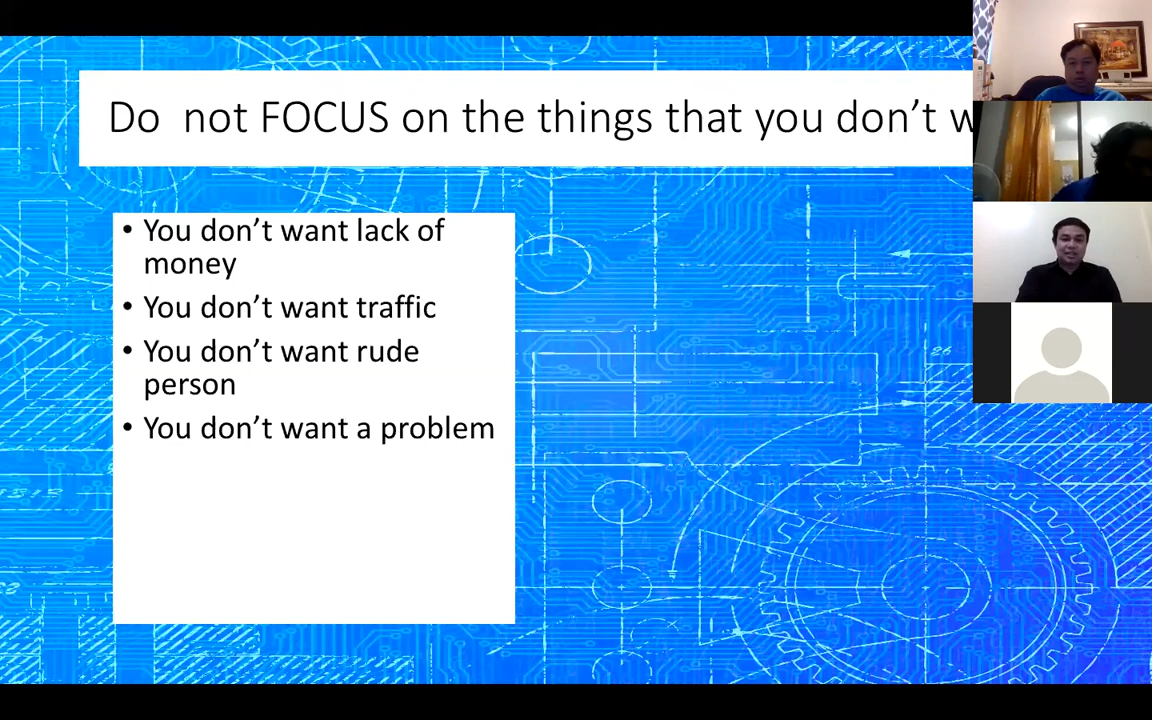 Do  not FOCUS on the things that you don’t w
• You don’t want lack of
money
• You don’t want traffic
• You don’t want rude
person
• You don’t want a problem
26